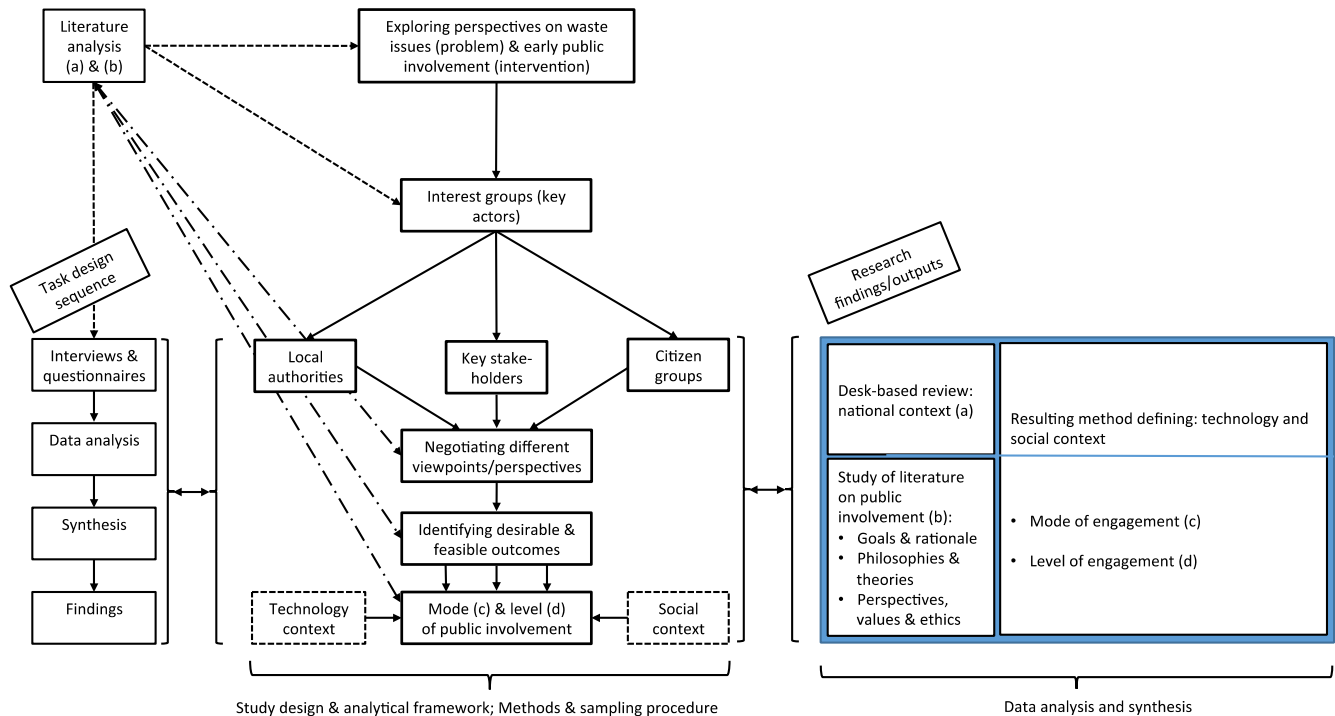 Literature
analysis
(a) & (b)
Exploring perspectives on waste
issues (problem) & early public
involvement (intervention)
Interest groups (key
actors)
Task design
sequence
Research
findings/outputs
Interviews &
questionnaires
Data analysis
Synthesis
Findings
Local
authorities
Key stake-
holders
Citizen
groups
Negotiating different
viewpoints/perspectives
Identifying desirable &
feasible outcomes
Technology
context
Mode (c) & level (d)
of public involvement
Social
context
Study design & analytical framework; Methods & sampling procedure
Desk-based review:
national context (a)
Study of literature
on public
involvement (b):
• Goals & rationale
• Philosophies &
theories
• Perspectives,
values & ethics
Resulting method defining: technology and
social context
• Mode of engagement (c)
• Level of engagement (d)
Data analysis and synthesis